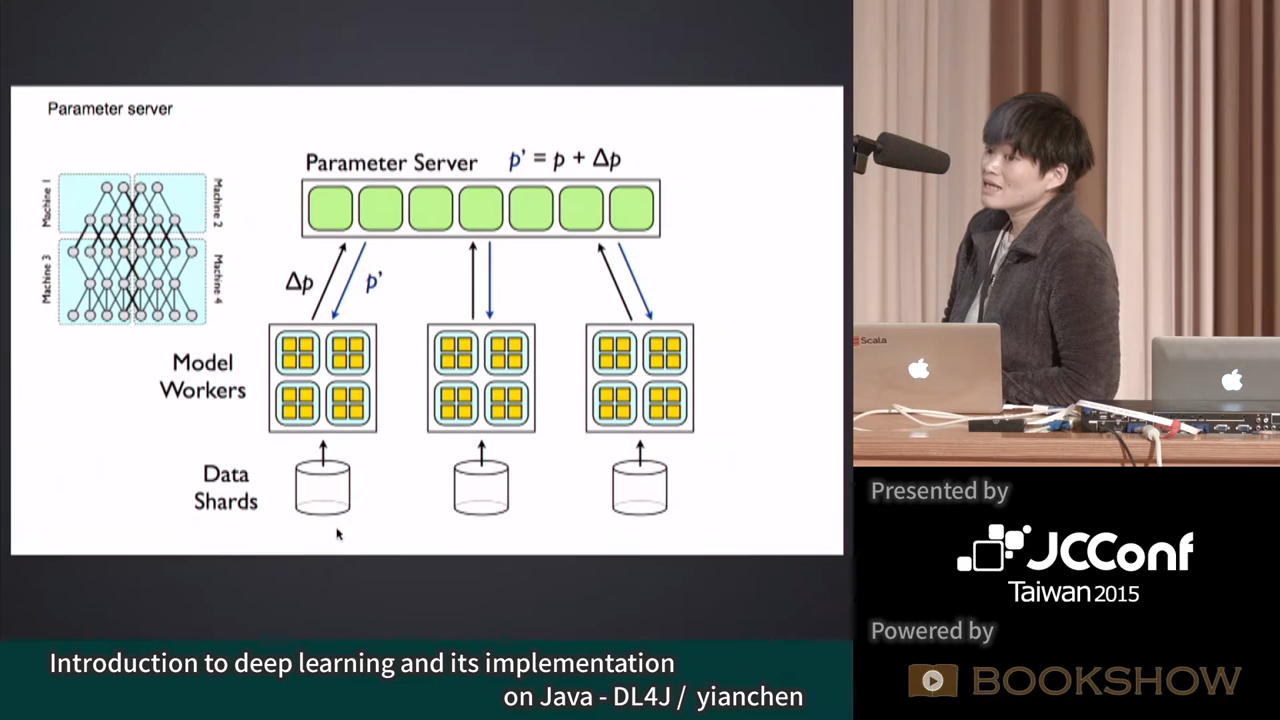 Parameter server
Parameter Server
p' = p + Δp
Machine 1
Machine 2
Machine 3
Machine 4
Δp
p'
Model
Workers
Data
Shards
Scala
Presented by
JCConf
Taiwan 2015
Powered by
BOOKSHOW
Introduction to deep learning and its implementation
on Java - DL4J / yianchen